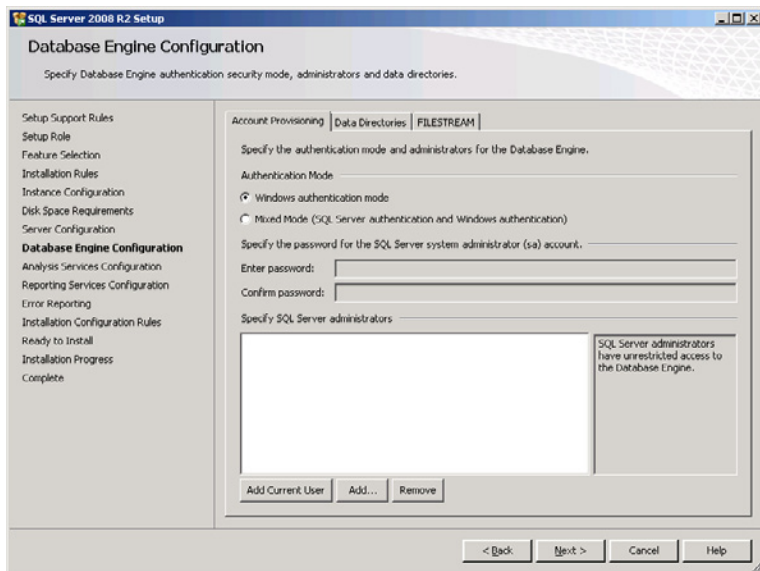 SQL Server 2008 R2 Setup
Database Engine Configuration
Specify Database Engine authentication security mode, administrators and data directories.
Setup Support Rules
Setup Role
Feature Selection
Installation Rules
Instance Configuration
Disk Space Requirements
Server Configuration
Database Engine Configuration
Analysis Services Configuration
Reporting Services Configuration
Error Reporting
Installation Configuration Rules
Ready to Install
Installation Progress
Complete
Account Provisioning Data Directories FILESTREAM
Specify the authentication mode and administrators for the Database Engine.
Authentication Mode
Windows authentication mode
Mixed Mode (SQL Server authentication and Windows authentication)
Specify the password for the SQL Server system administrator (sa) account.
Enter password:
Confirm password:
Specify SQL Server administrators
SQL Server administrators
have unrestricted access to
the Database Engine.
Add Current User Add... Remove
< Back Next > Cancel Help